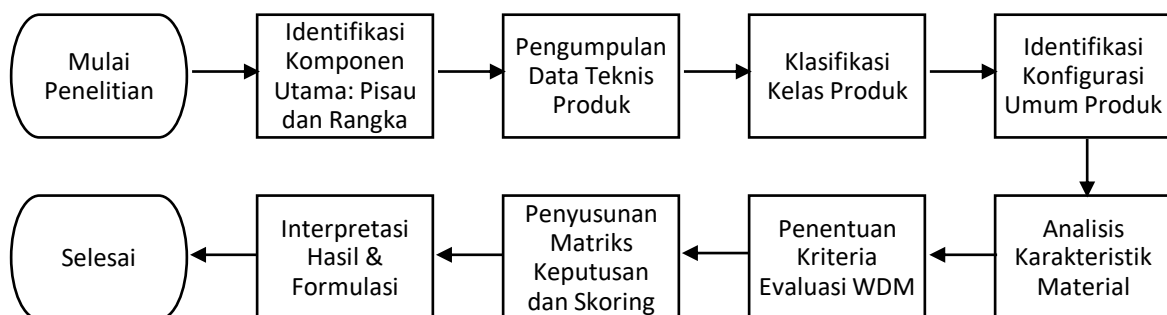 Mulai
Penelitian
Identifikasi
Komponen
Utama: Pisau
dan Rangka
Pengumpulan
Data Teknis
Produk
Klasifikasi
Kelas Produk
Identifikasi
Konfigurasi
Umum Produk
Analisis
Karakteristik
Material
Penentuan
Kriteria
Evaluasi WDM
Penyusunan
Matriks
Keputusan
dan Skoring
Interpretasi
Hasil &
Formulasi
Selesai